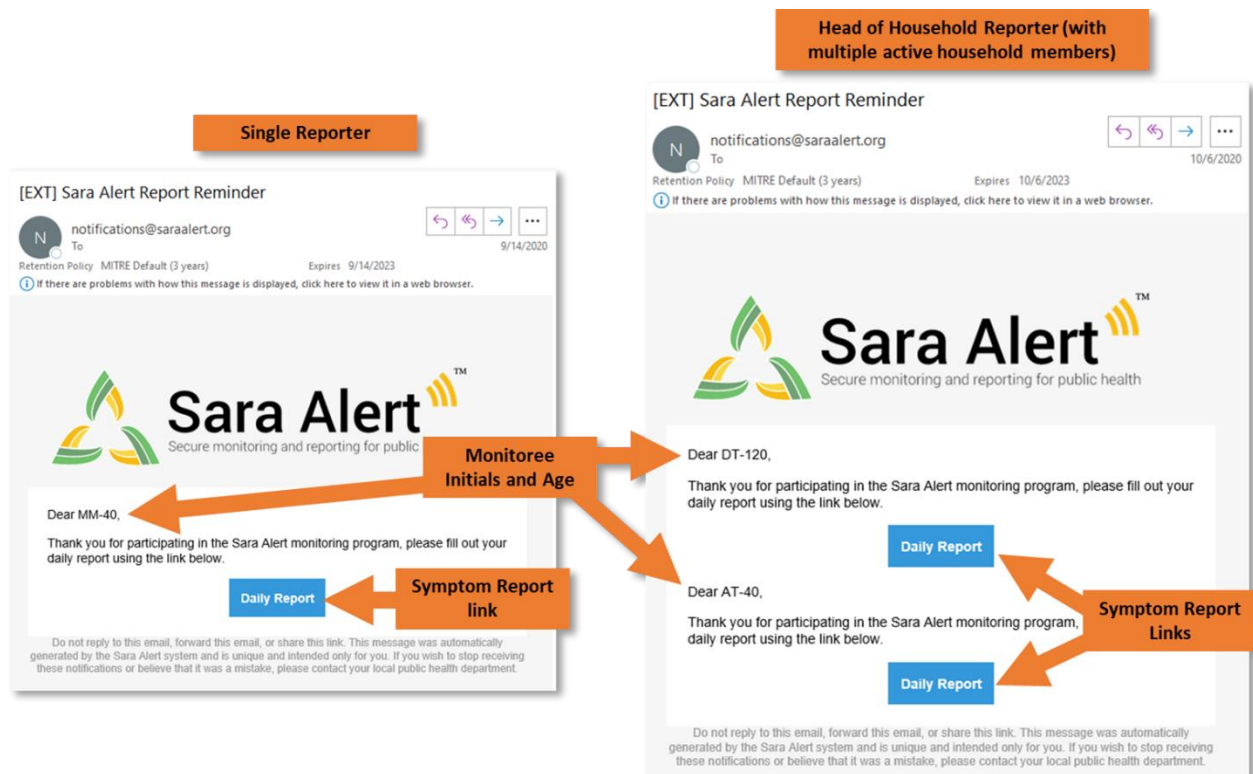 Single Reporter
[EXT] Sara Alert Report Reminder
N
notifications@saraalert.org
To
9/14/2020
Retention Policy MITRE Default (3 years) Expires 9/14/2023
If there are problems with how this message is displayed, click here to view it in a web browser.
Sara Alert TM
Secure monitoring and reporting for public
Dear MM-40,
Thank you for participating in the Sara Alert monitoring program, please fill out your
daily report using the link below.
Daily Report
Do not reply to this email, forward this email, or share this link. This message was automatically
generated by the Sara Alert system and is unique and intended only for you. If you wish to stop receiving
these notifications or believe that it was a mistake, please contact your local public health department.
Monitoree
Initials and Age
Symptom Report
link
Head of Household Reporter (with
multiple active household members)
[EXT] Sara Alert Report Reminder
N
notifications@saraalert.org
To
10/6/2020
Retention Policy MITRE Default (3 years) Expires 10/6/2023
If there are problems with how this message is displayed, click here to view it in a web browser.
Sara Alert TM
Secure monitoring and reporting for public health
Dear DT-120,
Thank you for participating in the Sara Alert monitoring program, please fill out your
daily report using the link below.
Daily Report
Dear AT-40,
Thank you for participating in the Sara Alert monitoring program,
daily report using the link below.
Daily Report
Symptom Report
Links
Do not reply to this email, forward this email, or share this link. This message was automatically
generated by the Sara Alert system and is unique and intended only for you. If you wish to stop receiving
these notifications or believe that it was a mistake, please contact your local public health department.